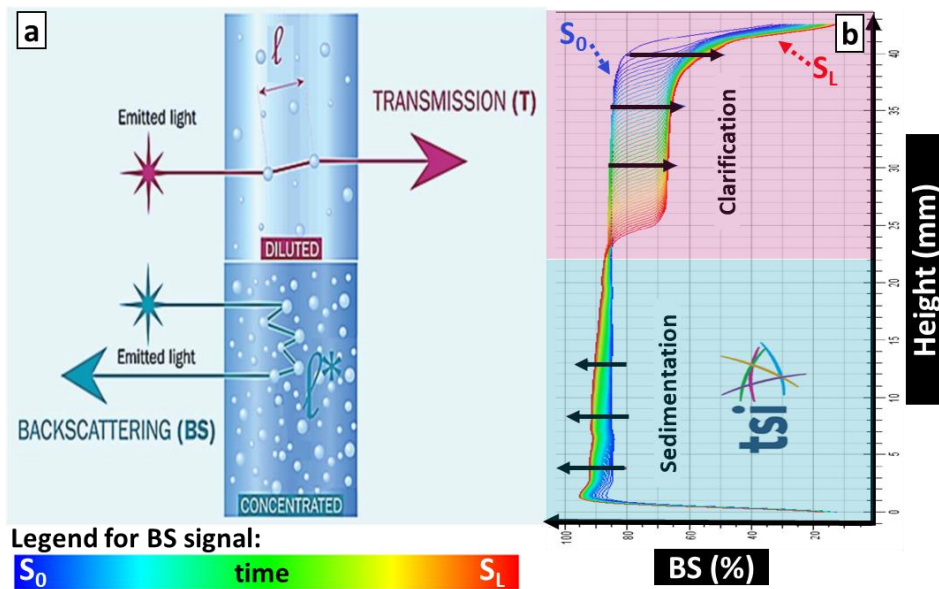 a
ℓ
TRANSMISSION (T)
Emitted light
DILUTED
Emitted light
ℓ*
BACKSCATTERING (BS)
CONCENTRATED
Legend for BS signal:
S0 time SL
b
S0
SL
Clarification
Sedimentation
tsi
40
35
30
25
20
15
10
5
0
Height (mm)
100 80 60 40 20
BS (%)